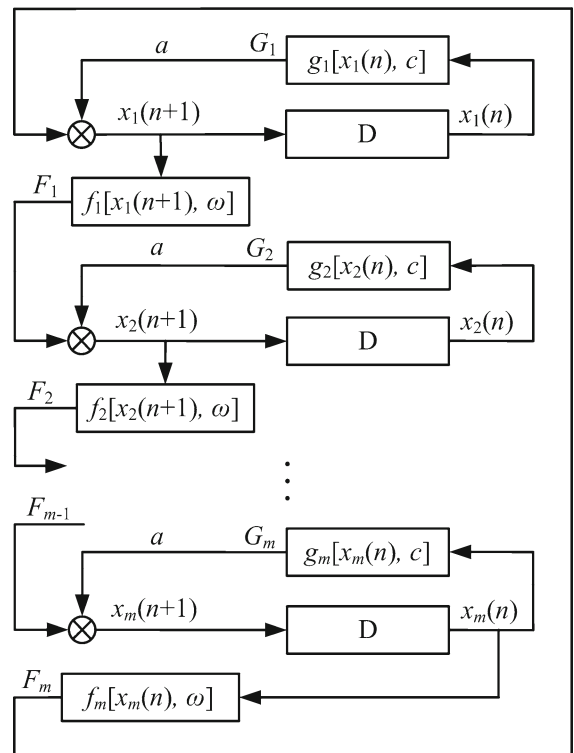 a G₁ g₁[x₁(n), c]
x₁(n+1) D x₁(n)
F₁ f₁[x₁(n+1), ω]
a G₂ g₂[x₂(n), c]
x₂(n+1) D x₂(n)
F₂ f₂[x₂(n+1), ω]
⋮
Fₘ₋₁
a Gₘ gₘ[xₘ(n), c]
xₘ(n+1) D xₘ(n)
Fₘ fₘ[xₘ(n), ω]